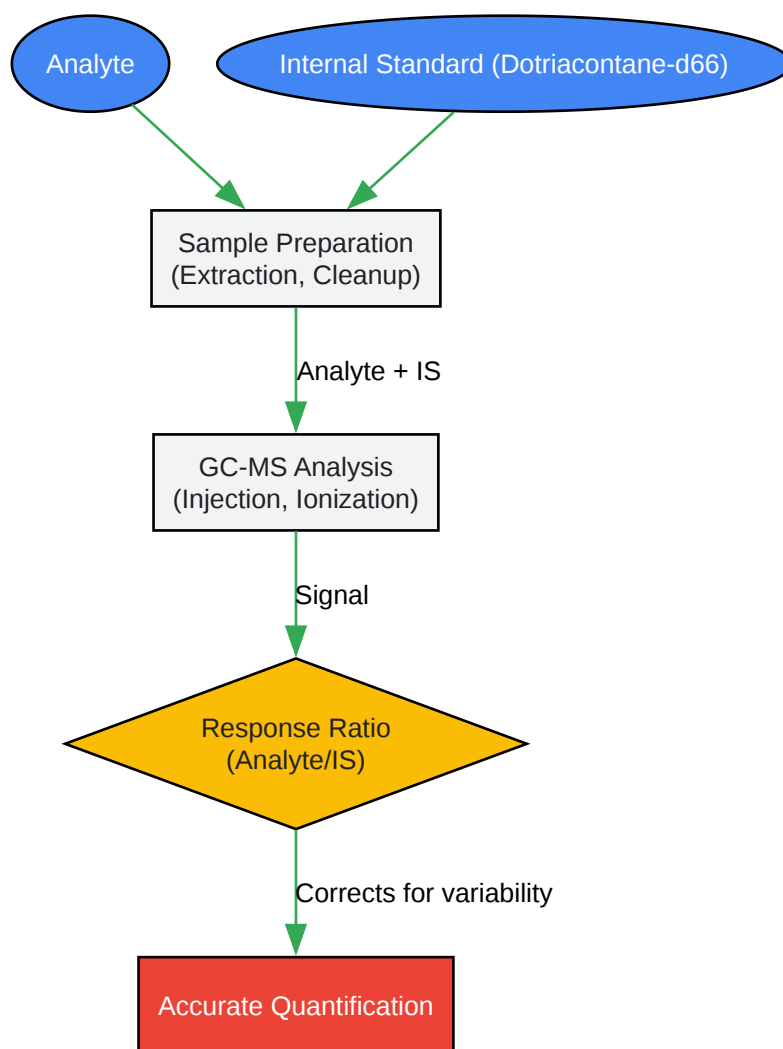 Analyte
Internal Standard (Dotriacontane-d66)
Sample Preparation
(Extraction, Cleanup)
Analyte + IS
GC-MS Analysis
(Injection, Ionization)
Signal
Response Ratio
(Analyte/IS)
Corrects for variability
Accurate Quantification